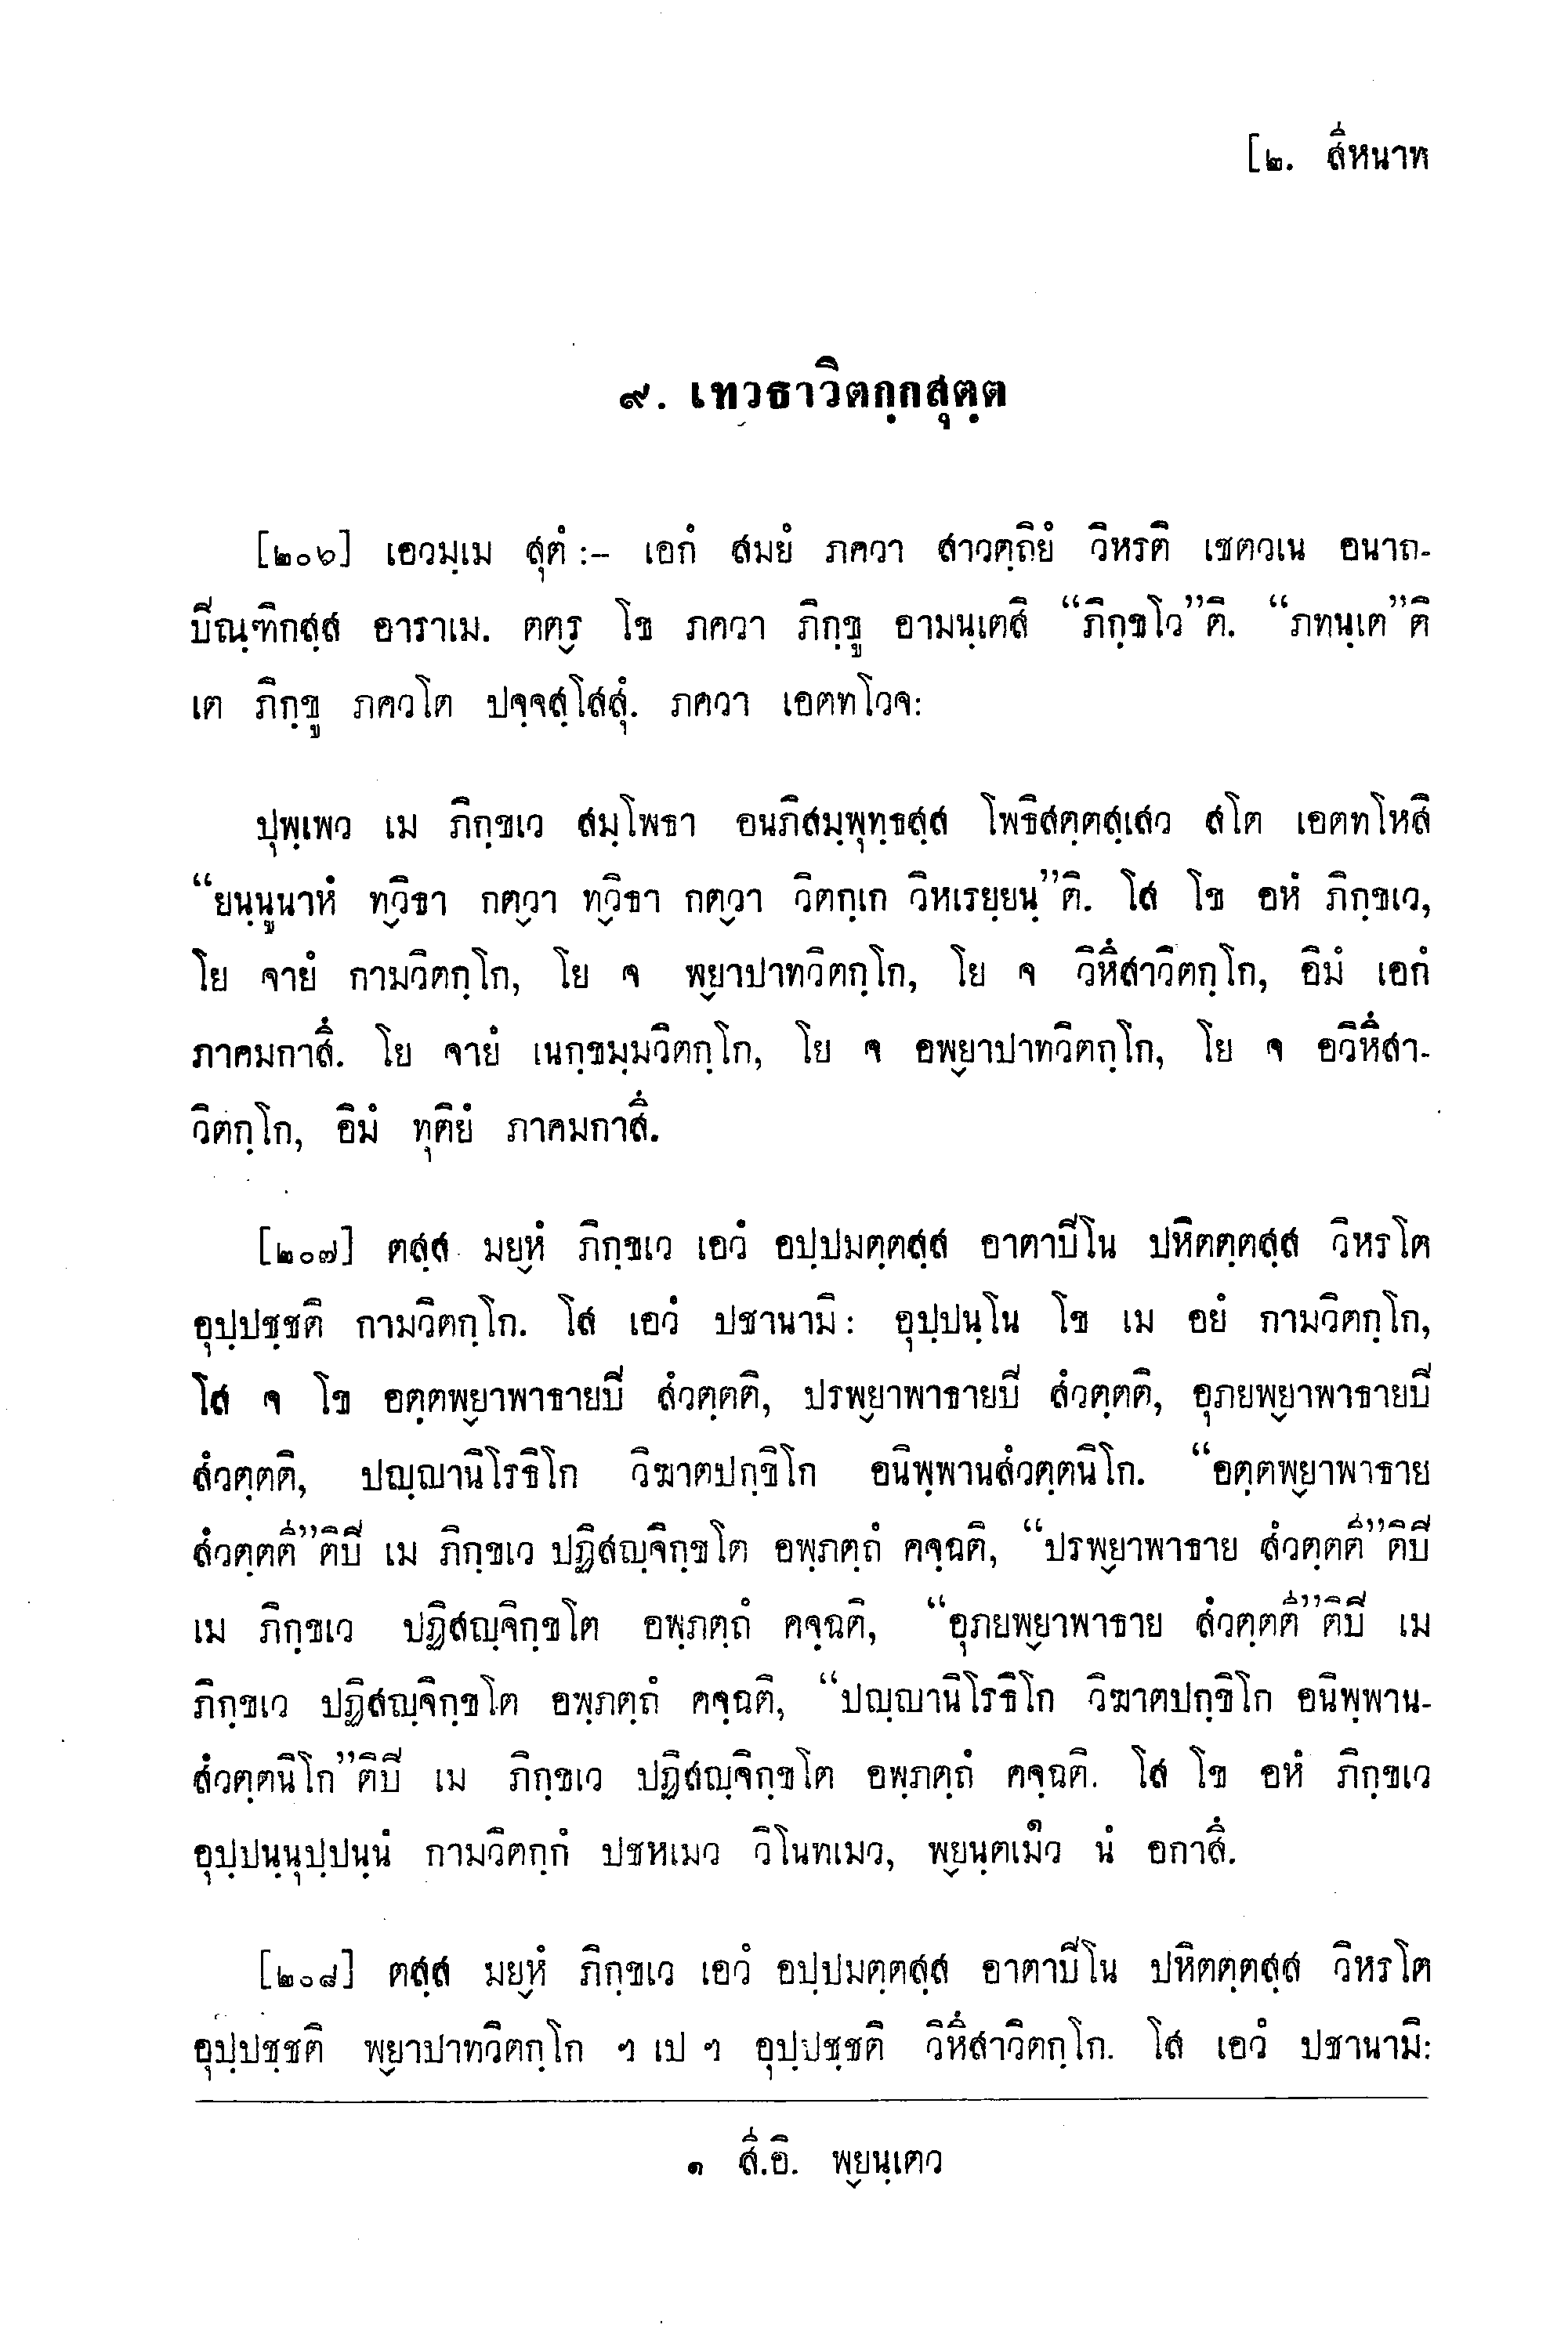 [๒. สีหนาท
๙. เทฺวธาวิตกฺกสุตฺต
[๒๐๖] เอวมฺเม สุตํ :– เอกํ สมยํ ภควา สาวตฺถิยํ วิหรติ เชตวเน อนาถ-
ปิณฺฑิกสฺส อาราเม. ตตฺร โข ภควา ภิกฺขู อามนฺเตสิ “ภิกฺขโว”ติ. “ภทนฺเต”ติ
เต ภิกฺขู ภควโต ปจฺจสฺโสสุํ. ภควา เอตทโวจ:
ปุพฺเพว เม ภิกฺขเว สมฺโพธา อนภิสมฺพุทฺธสฺส โพธิสตฺตสฺเสว สโต เอตทโหสิ
“ยนฺนูนาหํ ทฺวิธา กตฺวา ทฺวิธา กตฺวา วิตกฺเก วิหเรยฺยนฺ”ติ. โส โข อหํ ภิกฺขเว,
โย จายํ กามวิตกฺโก, โย จ พฺยาปาทวิตกฺโก, โย จ วิหึสาวิตกฺโก, อิมํ เอกํ
ภาคมกาสึ. โย จายํ เนกฺขมฺมวิตกฺโก, โย จ อพฺยาปาทวิตกฺโก, โย จ อวิหึสา-
วิตกฺโก, อิมํ ทุติยํ ภาคมกาสึ.
[๒๐๗] ตสฺส มยฺหํ ภิกฺขเว เอวํ อปฺปมตฺตสฺส อาตาปิโน ปหิตตฺตสฺส วิหรโต
อุปฺปชฺชติ กามวิตกฺโก. โส เอวํ ปชานามิ: อุปฺปนฺโน โข เม อยํ กามวิตกฺโก,
โส จ โข อตฺตพฺยาพาธายปิ สํวตฺตติ, ปรพฺยาพาธายปิ สํวตฺตติ, อุภยพฺยาพาธายปิ
สํวตฺตติ, ปญฺญานิโรธิโก วิฆาตปกฺขิโก อนิพฺพานสํวตฺตนิโก. “อตฺตพฺยาพาธาย
สํวตฺตตี”ติปิ เม ภิกฺขเว ปฏิสญฺจิกฺขโต อพฺภตฺถํ คจฺฉติ, “ปรพฺยาพาธาย สํวตฺตตี”ติปิ
เม ภิกฺขเว ปฏิสญฺจิกฺขโต อพฺภตฺถํ คจฺฉติ, “อุภยพฺยาพาธาย สํวตฺตตี”ติปิ เม
ภิกฺขเว ปฏิสญฺจิกฺขโต อพฺภตฺถํ คจฺฉติ, “ปญฺญานิโรธิโก วิฆาตปกฺขิโก อนิพฺพาน-
สํวตฺตนิโก”ติปิ เม ภิกฺขเว ปฏิสญฺจิกฺขโต อพฺภตฺถํ คจฺฉติ. โส โข อหํ ภิกฺขเว
อุปฺปนฺนุปฺปนฺนํ กามวิตกฺกํ ปชหเมว วิโนทเมว, พฺยนฺตเม๑ว นํ อกาสึ.
[๒๐๘] ตสฺส มยฺหํ ภิกฺขเว เอวํ อปฺปมตฺตสฺส อาตาปิโน ปหิตตฺตสฺส วิหรโต
อุปฺปชฺชติ พฺยาปาทวิตกฺโก ฯ เป ฯ อุปฺปชฺชติ วิหึสาวิตกฺโก. โส เอวํ ปชานามิ:
๑ สี.อิ. พฺยนฺเตว